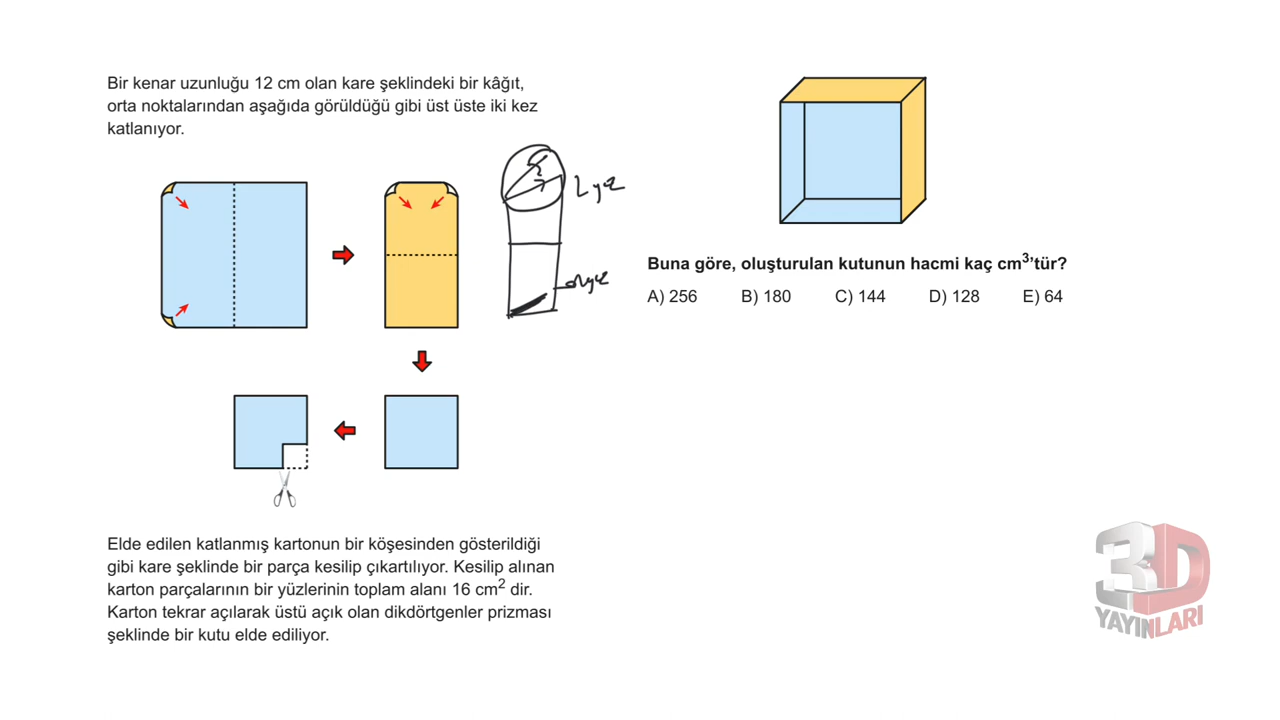 Bir kenar uzunluğu 12 cm olan kare şeklindeki bir kâğıt,
orta noktalarından aşağıda görüldüğü gibi üst üste iki kez
katlanıyor.
Elde edilen katlanmış kartonun bir köşesinden gösterildiği
gibi kare şeklinde bir parça kesilip çıkartılıyor. Kesilip alınan
karton parçalarının bir yüzlerinin toplam alanı 16 cm² dir.
Karton tekrar açılarak üstü açık olan dikdörtgenler prizması
şeklinde bir kutu elde ediliyor.
Buna göre, oluşturulan kutunun hacmi kaç cm³'tür?
A) 256 B) 180 C) 144 D) 128 E) 64
3D
YAYINLARI